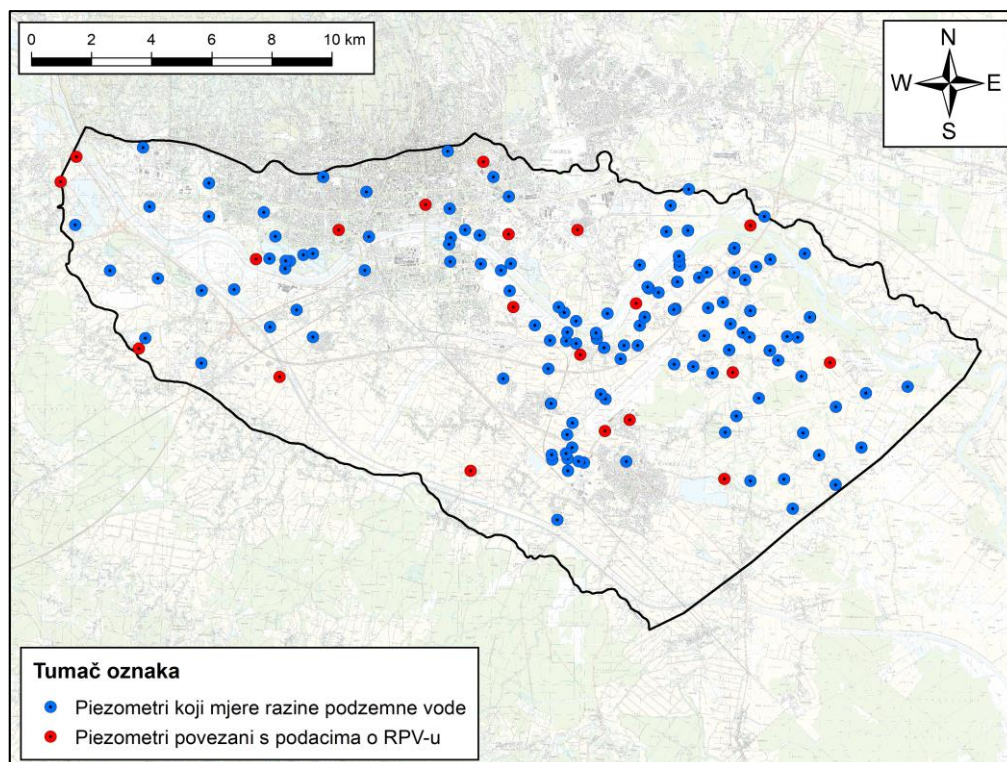 0 2 4 6 8 10 km
N
W E
S
Tumač oznaka
Piezometri koji mjere razine podzemne vode
Piezometri povezani s podacima o RPV-u